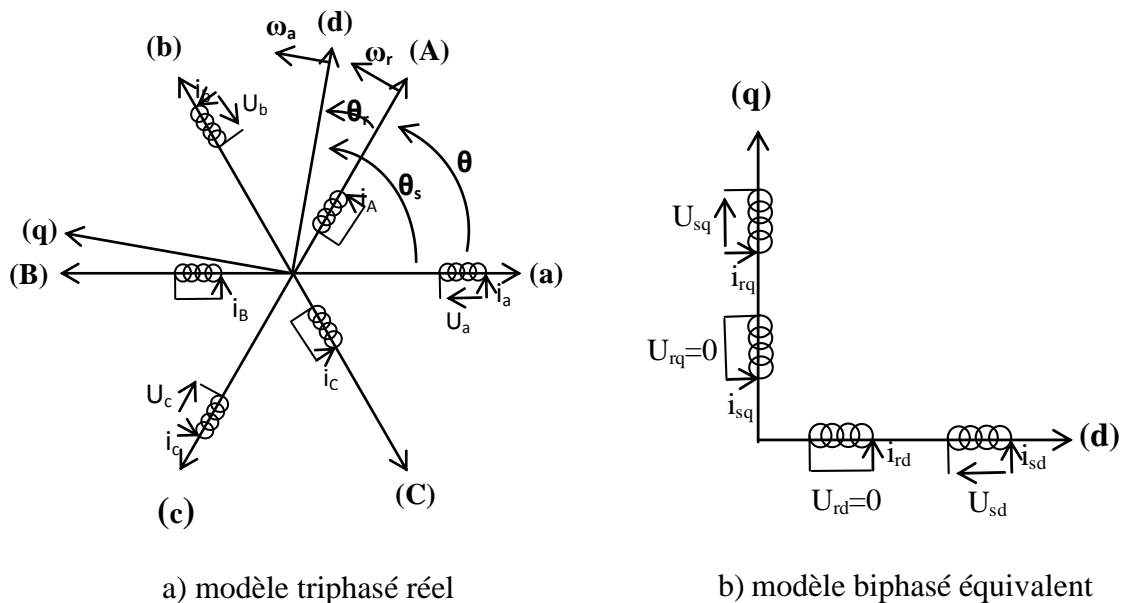 ωa
(d)
(b)
ωr
(A)
ib
Ub
θr
θ
θs
iA
(q)
(B)
(a)
iB
ia
Ua
Uc
iC
ic
(C)
(c)
a) modèle triphasé réel
(q)
Usq
irq
Urq=0
isq
(d)
ird
isd
Urd=0
Usd
b) modèle biphasé équivalent